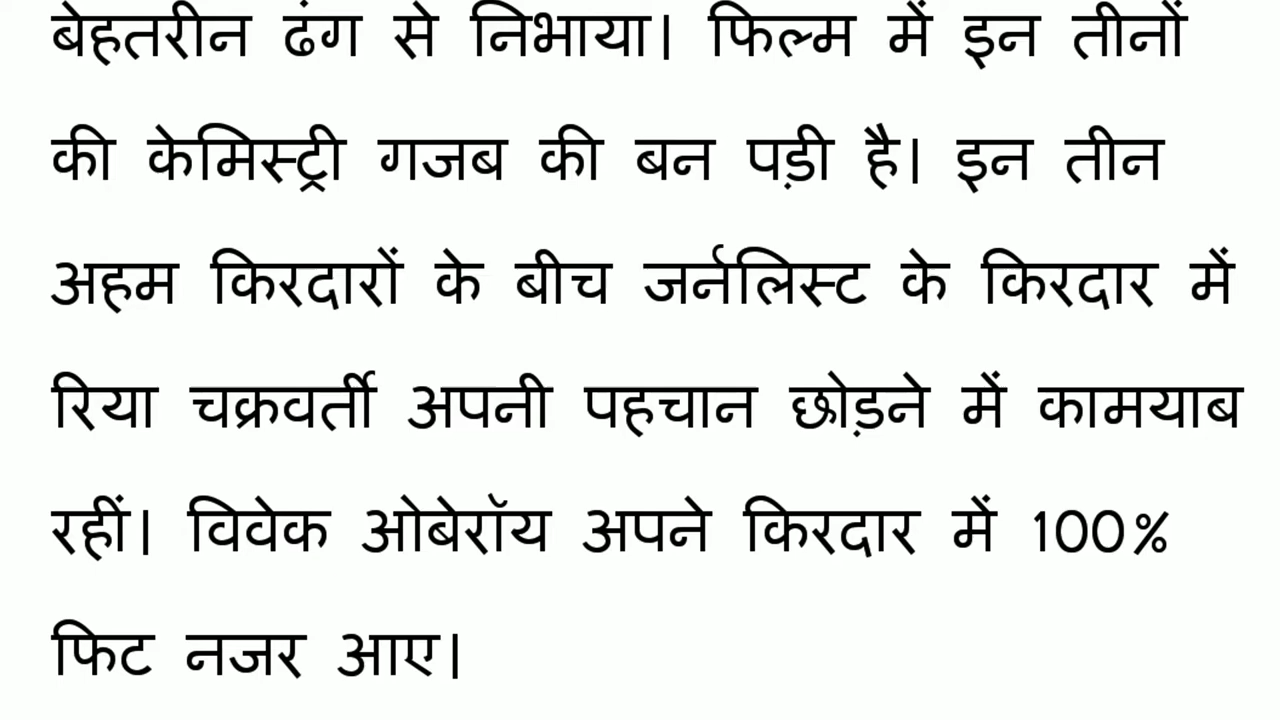 बेहतरीन ढंग से निभाया। फिल्म में इन तीनों
की केमिस्ट्री गजब की बन पड़ी है। इन तीन
अहम किरदारों के बीच जर्नलिस्ट के किरदार में
रिया चक्रवर्ती अपनी पहचान छोड़ने में कामयाब
रहीं। विवेक ओबेरॉय अपने किरदार में 100%
फिट नजर आए।